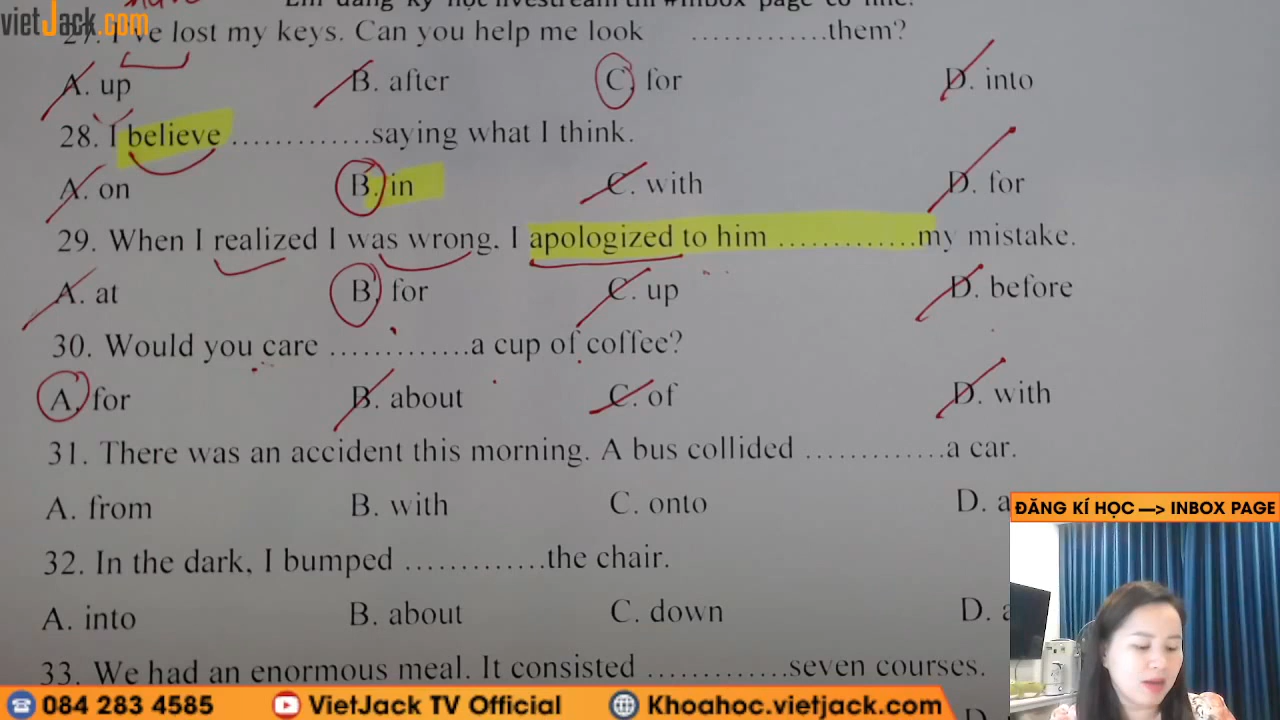 vietJack.com
27. I've lost my keys. Can you help me look .............them?
A. up B. after C. for D. into
28. I believe .............saying what I think.
A. on B. in C. with D. for
29. When I realized I was wrong. I apologized to him .............my mistake.
A. at B. for C. up D. before
30. Would you care .............a cup of coffee?
A. for B. about C. of D. with
31. There was an accident this morning. A bus collided .............a car.
A. from B. with C. onto D. a
ĐĂNG KÍ HỌC —> INBOX PAGE
32. In the dark, I bumped .............the chair.
A. into B. about C. down D. a
33. We had an enormous meal. It consisted .............seven courses.
084 283 4585 VietJack TV Official Khoahoc.vietjack.com